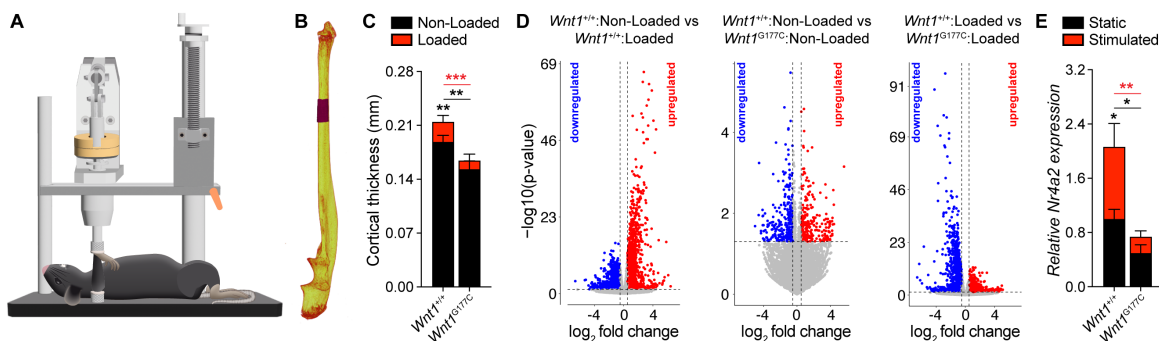 A
B
C
Non-Loaded
Loaded
Cortical thickness (mm)
0.28
0.21
0.14
0.07
0.00
***
**
**
Wnt1+/+
Wnt1G177C
D
Wnt1+/+:Non-Loaded vs
Wnt1+/+:Loaded
−log10(p-value)
69
46
23
0
downregulated
upregulated
-4 0 4
log2 fold change
Wnt1+/+:Non-Loaded vs
Wnt1G177C:Non-Loaded
4
2
0
downregulated
upregulated
-4 0 4
log2 fold change
Wnt1+/+:Loaded vs
Wnt1G177C:Loaded
91
69
46
23
0
downregulated
upregulated
-4 0 4
log2 fold change
E
Static
Stimulated
Relative Nr4a2 expression
3.2
2.4
1.6
0.8
0.0
**
*
*
Wnt1+/+
Wnt1G177C